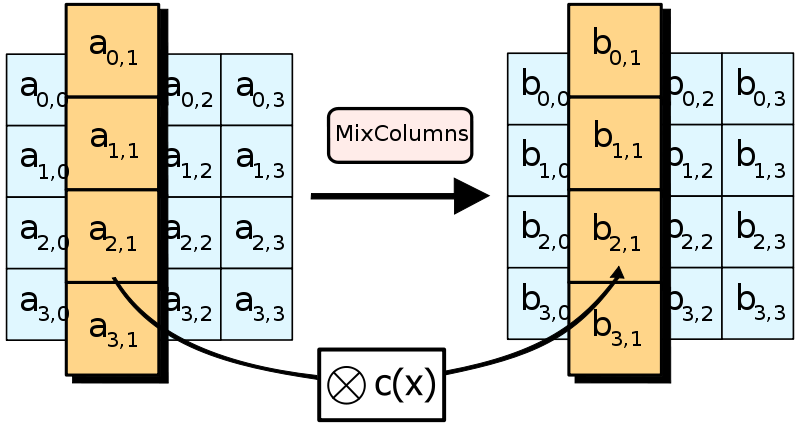 a0,1
a0,0 a0,2 a0,3
a1,1
a1,0 a1,2 a1,3
a2,1
a2,0 a2,2 a2,3
a3,0 a3,2 a3,3
a3,1
MixColumns
b0,1
b0,0 b0,2 b0,3
b1,1
b1,0 b1,2 b1,3
b2,1
b2,0 b2,2 b2,3
b3,0 b3,2 b3,3
b3,1
⊗ c(x)